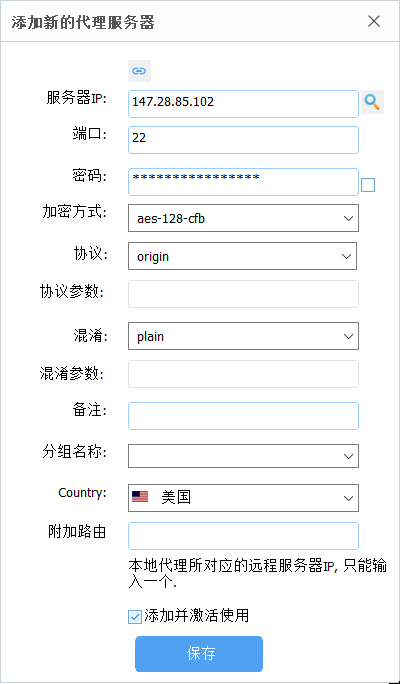 添加新的代理服务器
服务器IP: 147.28.85.102
端口: 22
密码: ****************
加密方式: aes-128-cfb
协议: origin
协议参数:
混淆: plain
混淆参数:
备注:
分组名称:
Country: 美国
附加路由
本地代理所对应的远程服务器IP, 只能输
入一个.
添加并激活使用
保存